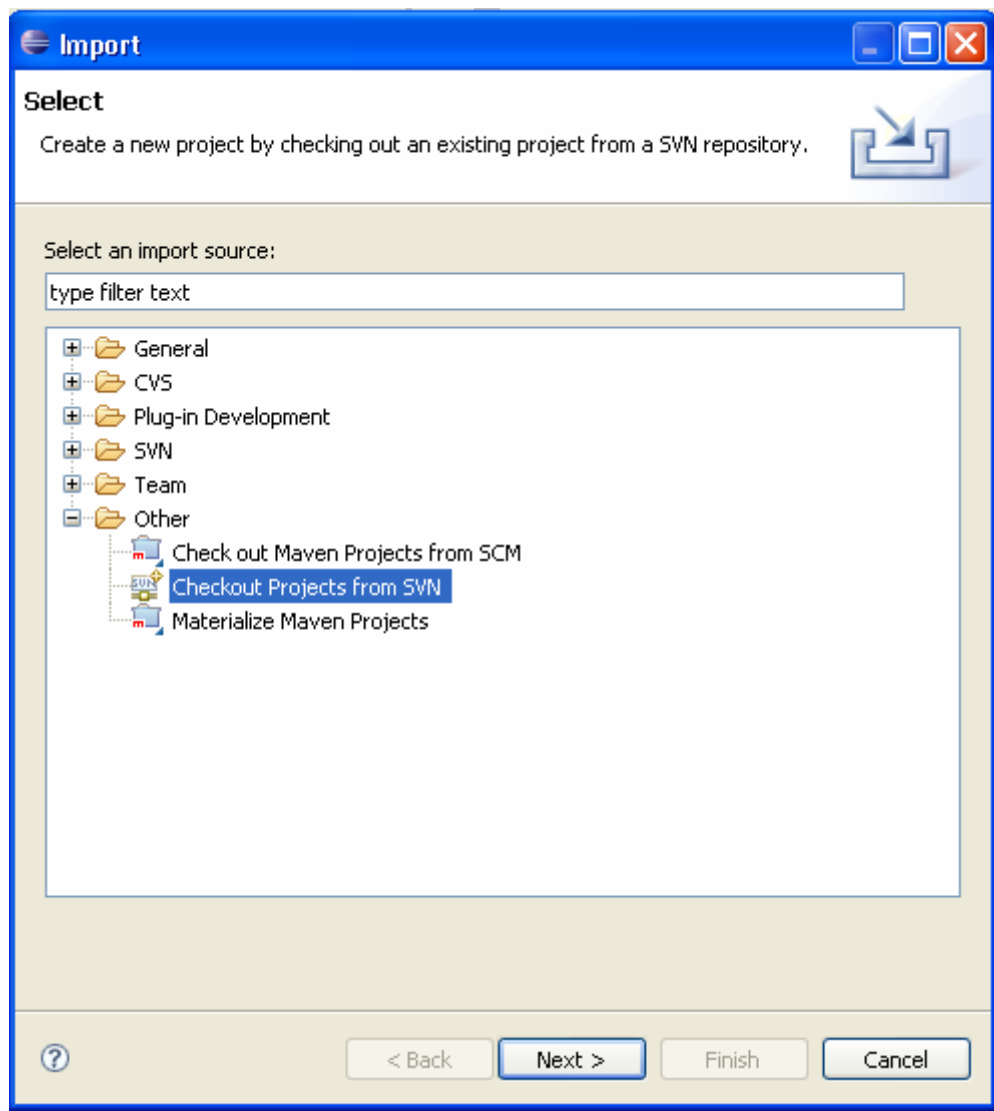 Import
Select
Create a new project by checking out an existing project from a SVN repository.
Select an import source:
type filter text
General
CVS
Plug-in Development
SVN
Team
Other
Check out Maven Projects from SCM
Checkout Projects from SVN
Materialize Maven Projects
< Back Next > Finish Cancel